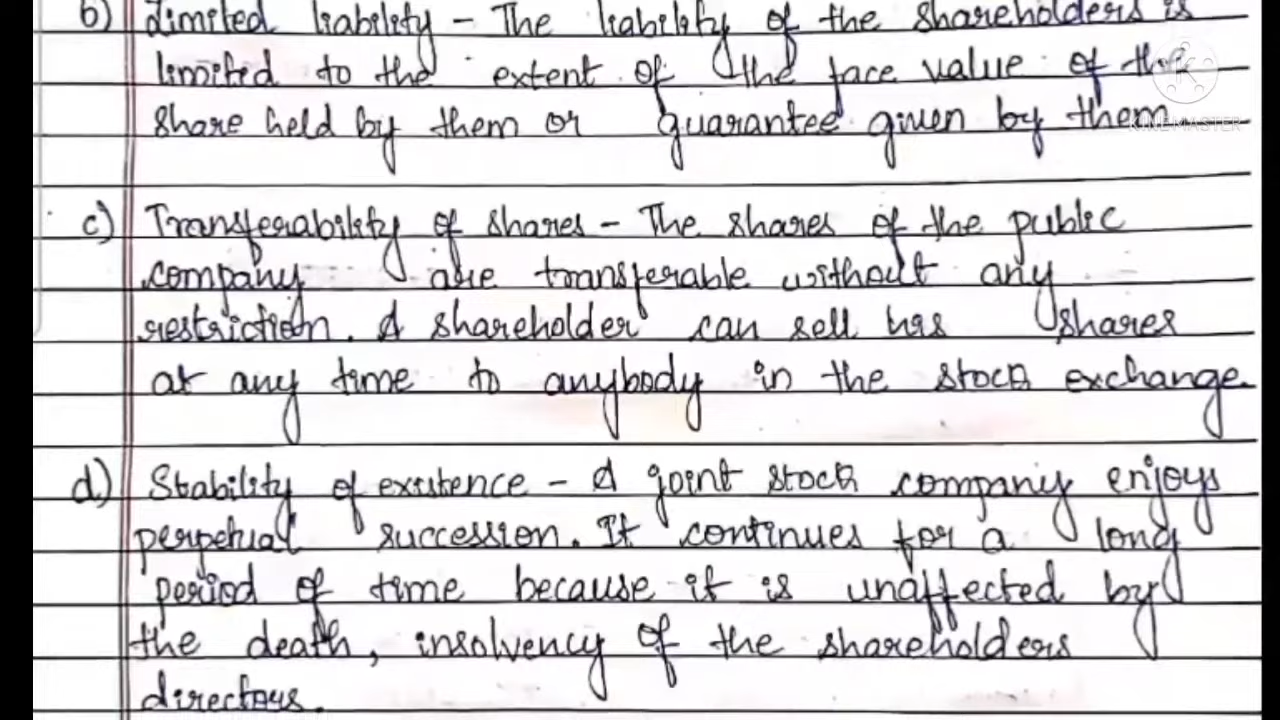 b) Limited liability - The liability of the shareholders is
limited to the extent of the face value of the
share held by them or guarantee given by them
KINEMASTER
c) Transferability of shares - The shares of the public
company are transferable without any
restriction. A shareholder can sell his shares
at any time to anybody in the stock exchange.
d) Stability of existence - A joint stock company enjoys
perpetual succession. It continues for a long
period of time because it is unaffected by
the death, insolvency of the shareholders
directors.